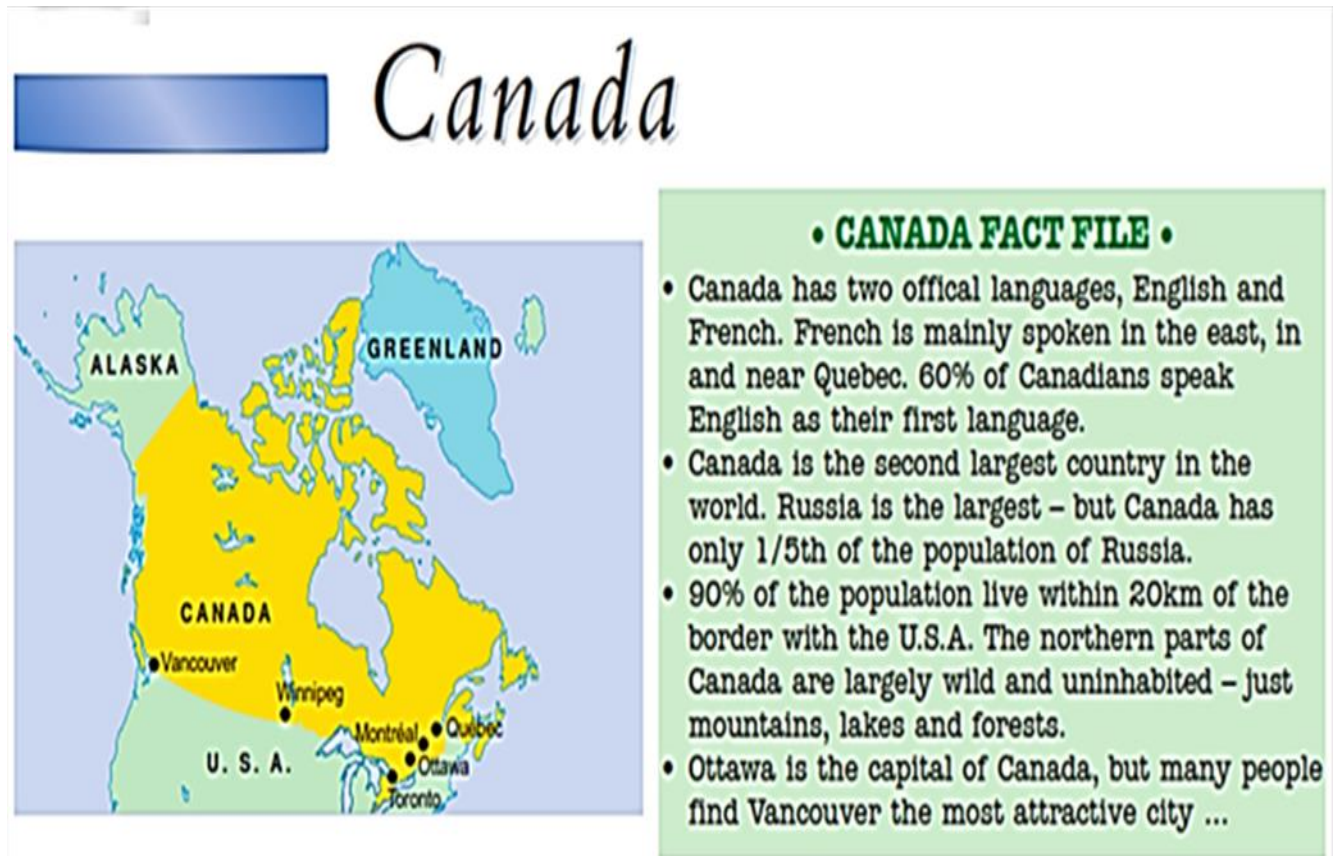 Canada
ALASKA
GREENLAND
CANADA
Vancouver
Winnipeg
Montréal
Québec
Ottawa
Toronto
U. S. A.
• CANADA FACT FILE •
• Canada has two offical languages, English and
French. French is mainly spoken in the east, in
and near Quebec. 60% of Canadians speak
English as their first language.
• Canada is the second largest country in the
world. Russia is the largest – but Canada has
only 1/5th of the population of Russia.
• 90% of the population live within 20km of the
border with the U.S.A. The northern parts of
Canada are largely wild and uninhabited – just
mountains, lakes and forests.
• Ottawa is the capital of Canada, but many people
find Vancouver the most attractive city ...